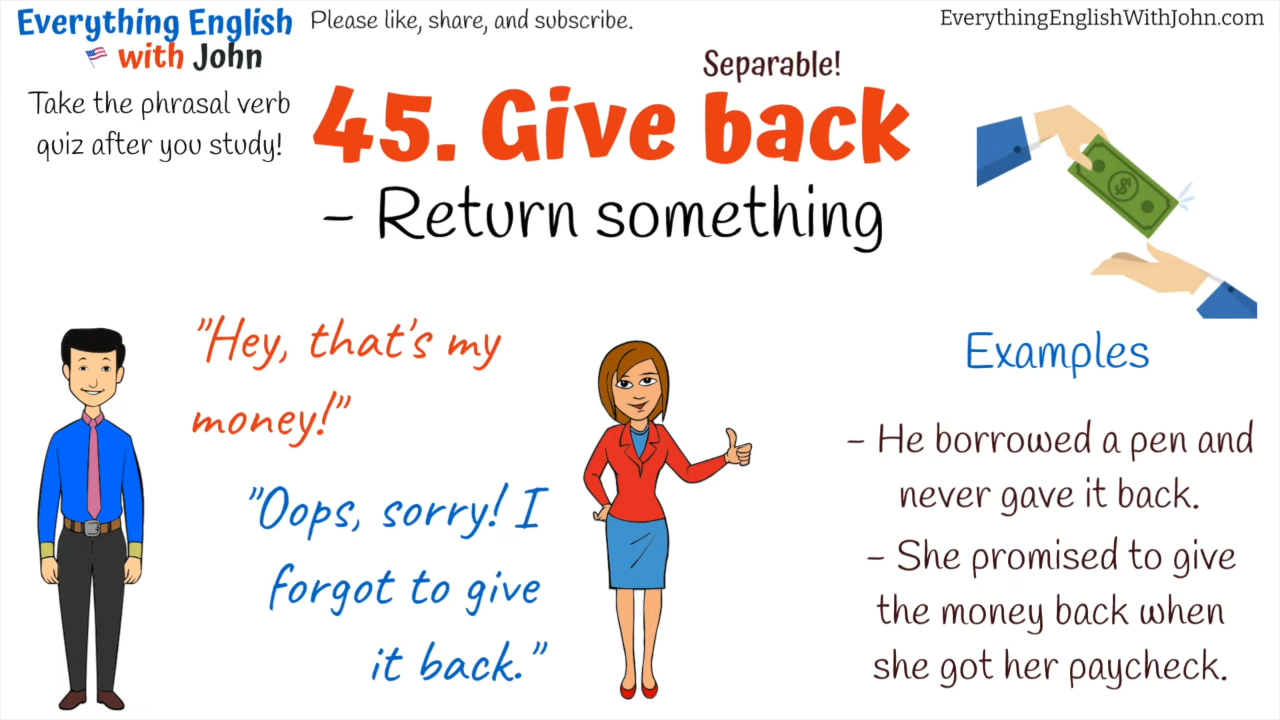 Everything English
with John
Please like, share, and subscribe.
EverythingEnglishWithJohn.com
Take the phrasal verb
quiz after you study!
Separable!
45. Give back
- Return something
"Hey, that's my
money!"
"Oops, sorry! I
forgot to give
it back."
Examples
- He borrowed a pen and
never gave it back.
- She promised to give
the money back when
she got her paycheck.